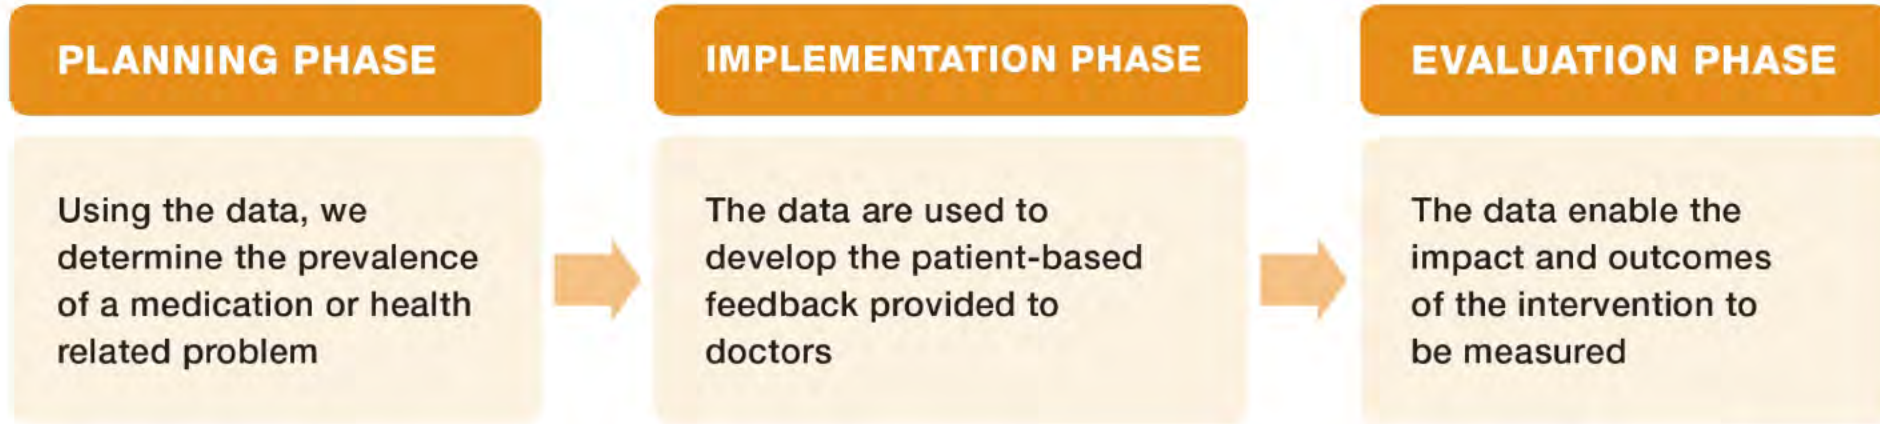 PLANNING PHASE
Using the data, we
determine the prevalence
of a medication or health
related problem
IMPLEMENTATION PHASE
The data are used to
develop the patient-based
feedback provided to
doctors
EVALUATION PHASE
The data enable the
impact and outcomes
of the intervention to
be measured